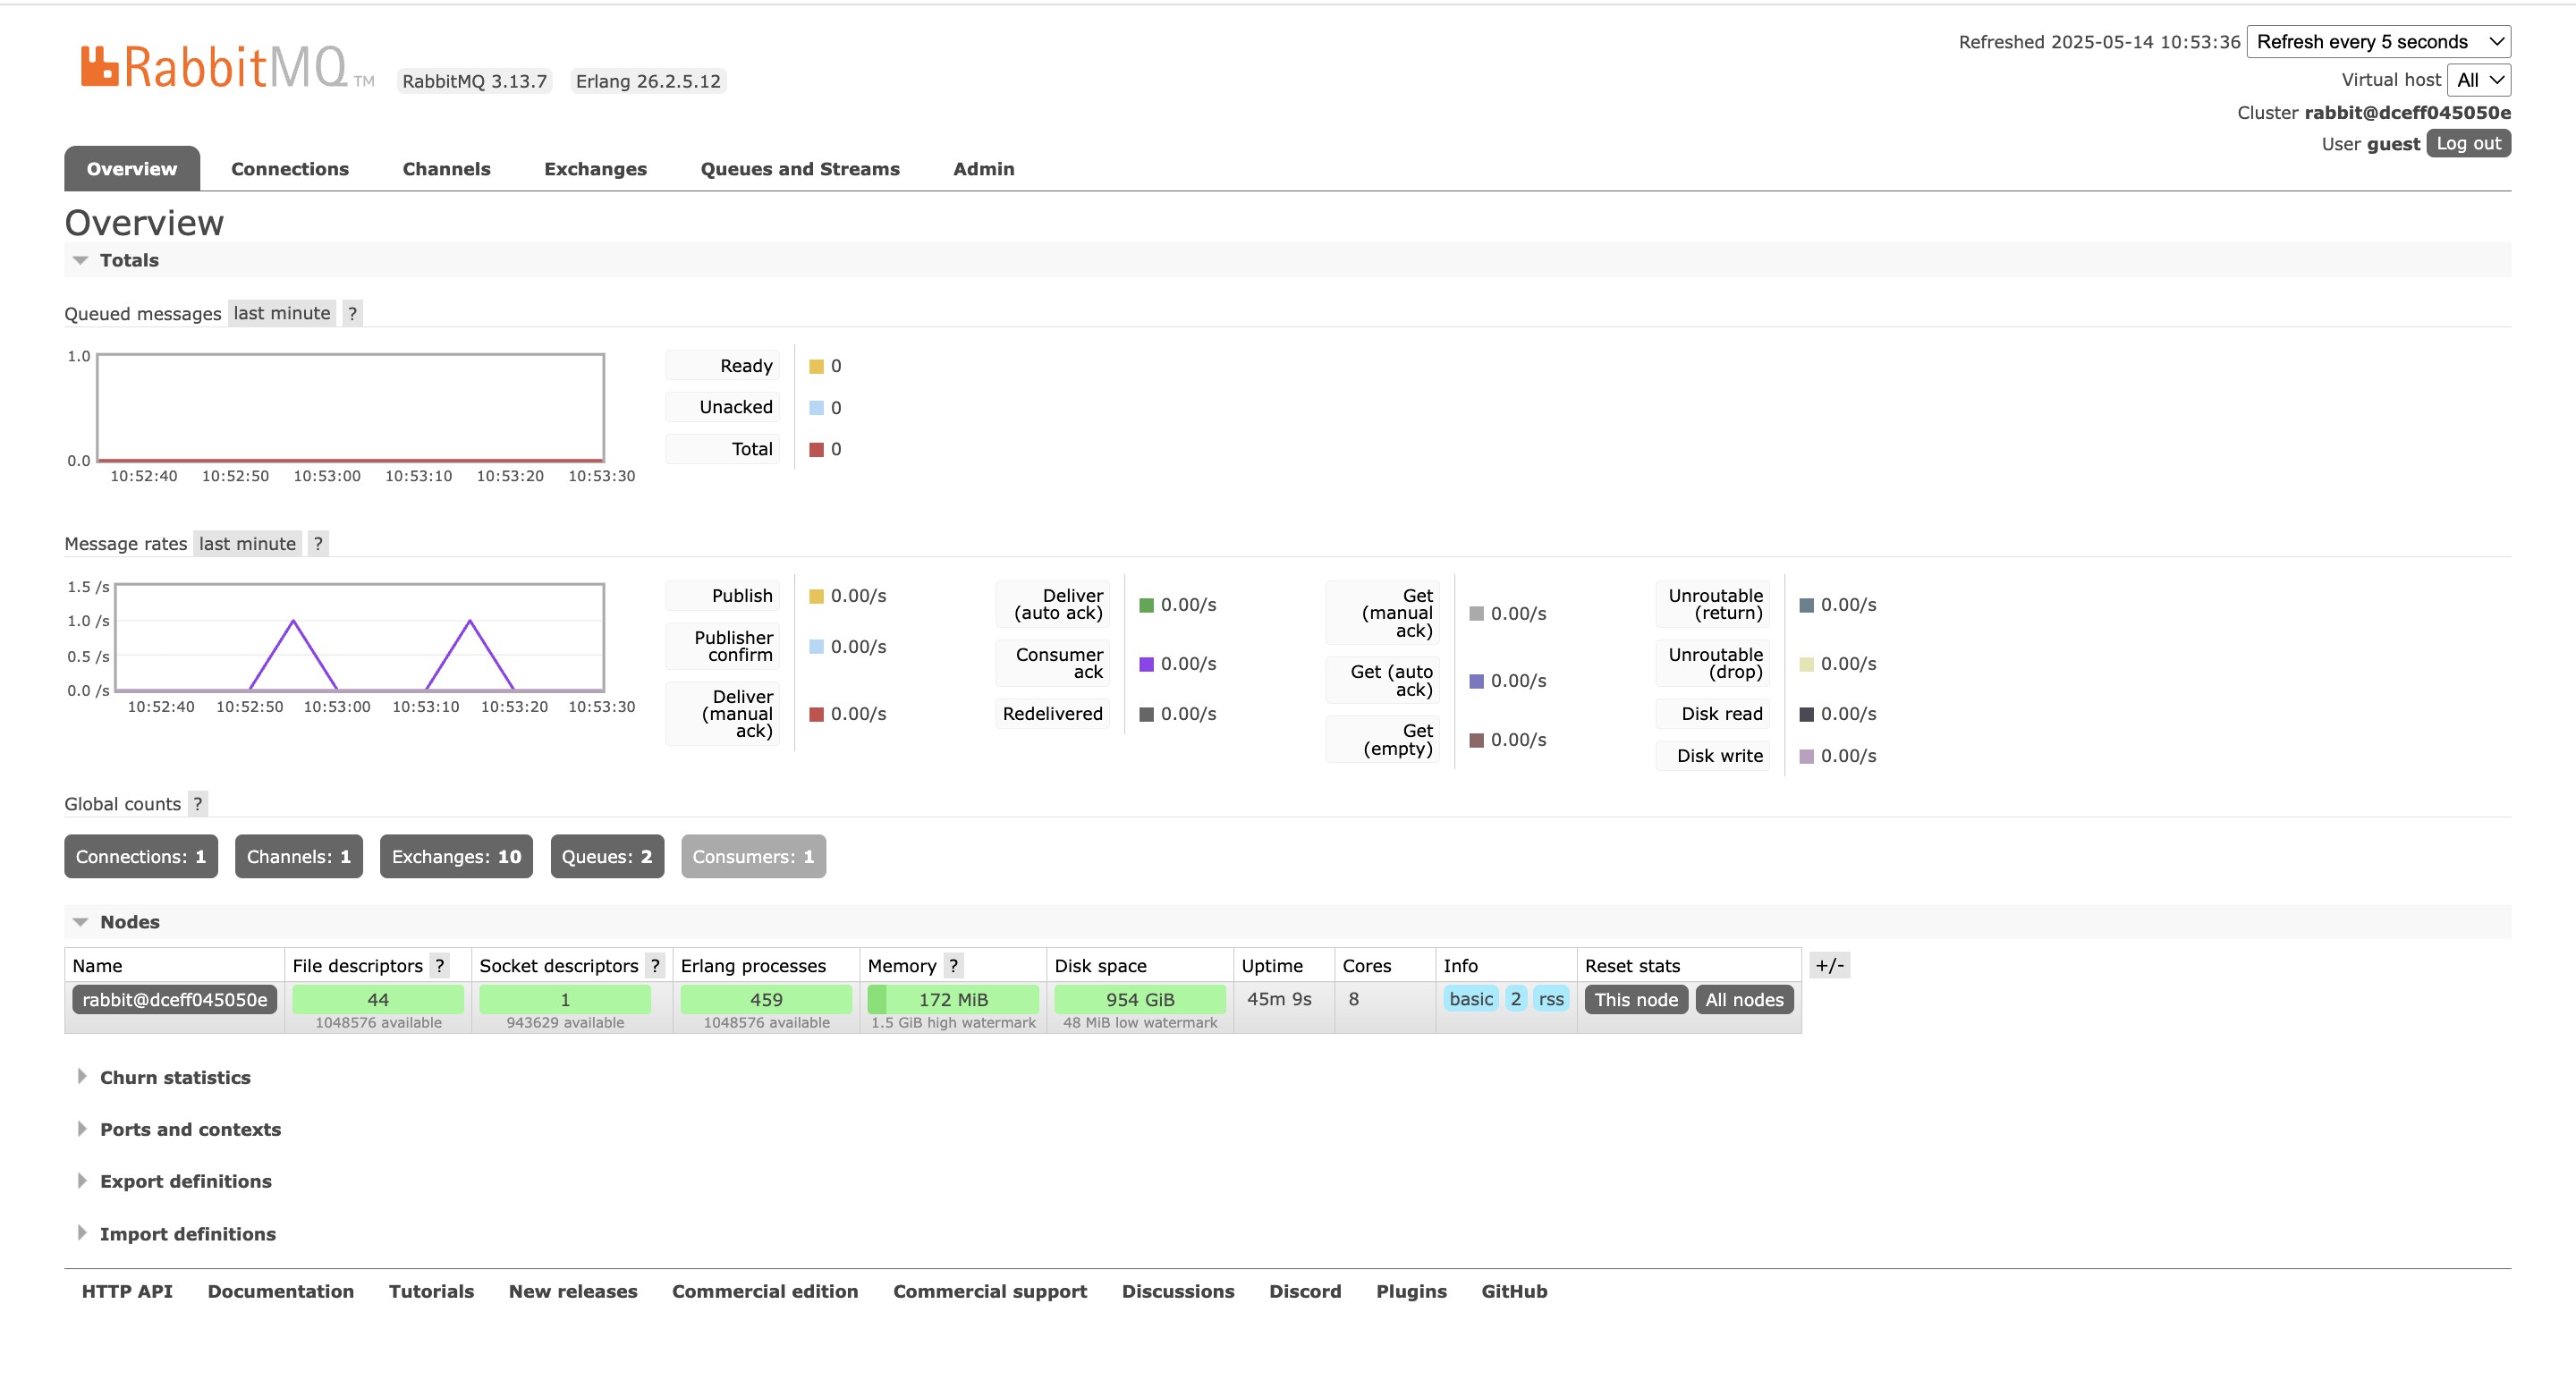 RabbitMQ TM RabbitMQ 3.13.7 Erlang 26.2.5.12
Refreshed 2025-05-14 10:53:36 Refresh every 5 seconds
Virtual host All
Cluster rabbit@dceff045050e
User guest Log out
Overview Connections Channels Exchanges Queues and Streams Admin
Overview
Totals
Queued messages last minute ?
1.0
0.0
10:52:40 10:52:50 10:53:00 10:53:10 10:53:20 10:53:30
Ready 0
Unacked 0
Total 0
Message rates last minute ?
1.5 /s
1.0 /s
0.5 /s
0.0 /s
10:52:40 10:52:50 10:53:00 10:53:10 10:53:20 10:53:30
Publish 0.00/s
Publisher
confirm 0.00/s
Deliver
(manual 0.00/s
ack)
Deliver
(auto ack) 0.00/s
Consumer
ack 0.00/s
Redelivered 0.00/s
Get
(manual 0.00/s
ack)
Get (auto
ack) 0.00/s
Get
(empty) 0.00/s
Unroutable
(return) 0.00/s
Unroutable
(drop) 0.00/s
Disk read 0.00/s
Disk write 0.00/s
Global counts ?
Connections: 1 Channels: 1 Exchanges: 10 Queues: 2 Consumers: 1
Nodes
Name File descriptors ? Socket descriptors ? Erlang processes Memory ? Disk space Uptime Cores Info Reset stats +/-
rabbit@dceff045050e 44 1 459 172 MiB 954 GiB 45m 9s 8 basic 2 rss This node All nodes
1048576 available 943629 available 1048576 available 1.5 GiB high watermark 48 MiB low watermark
Churn statistics
Ports and contexts
Export definitions
Import definitions
HTTP API Documentation Tutorials New releases Commercial edition Commercial support Discussions Discord Plugins GitHub